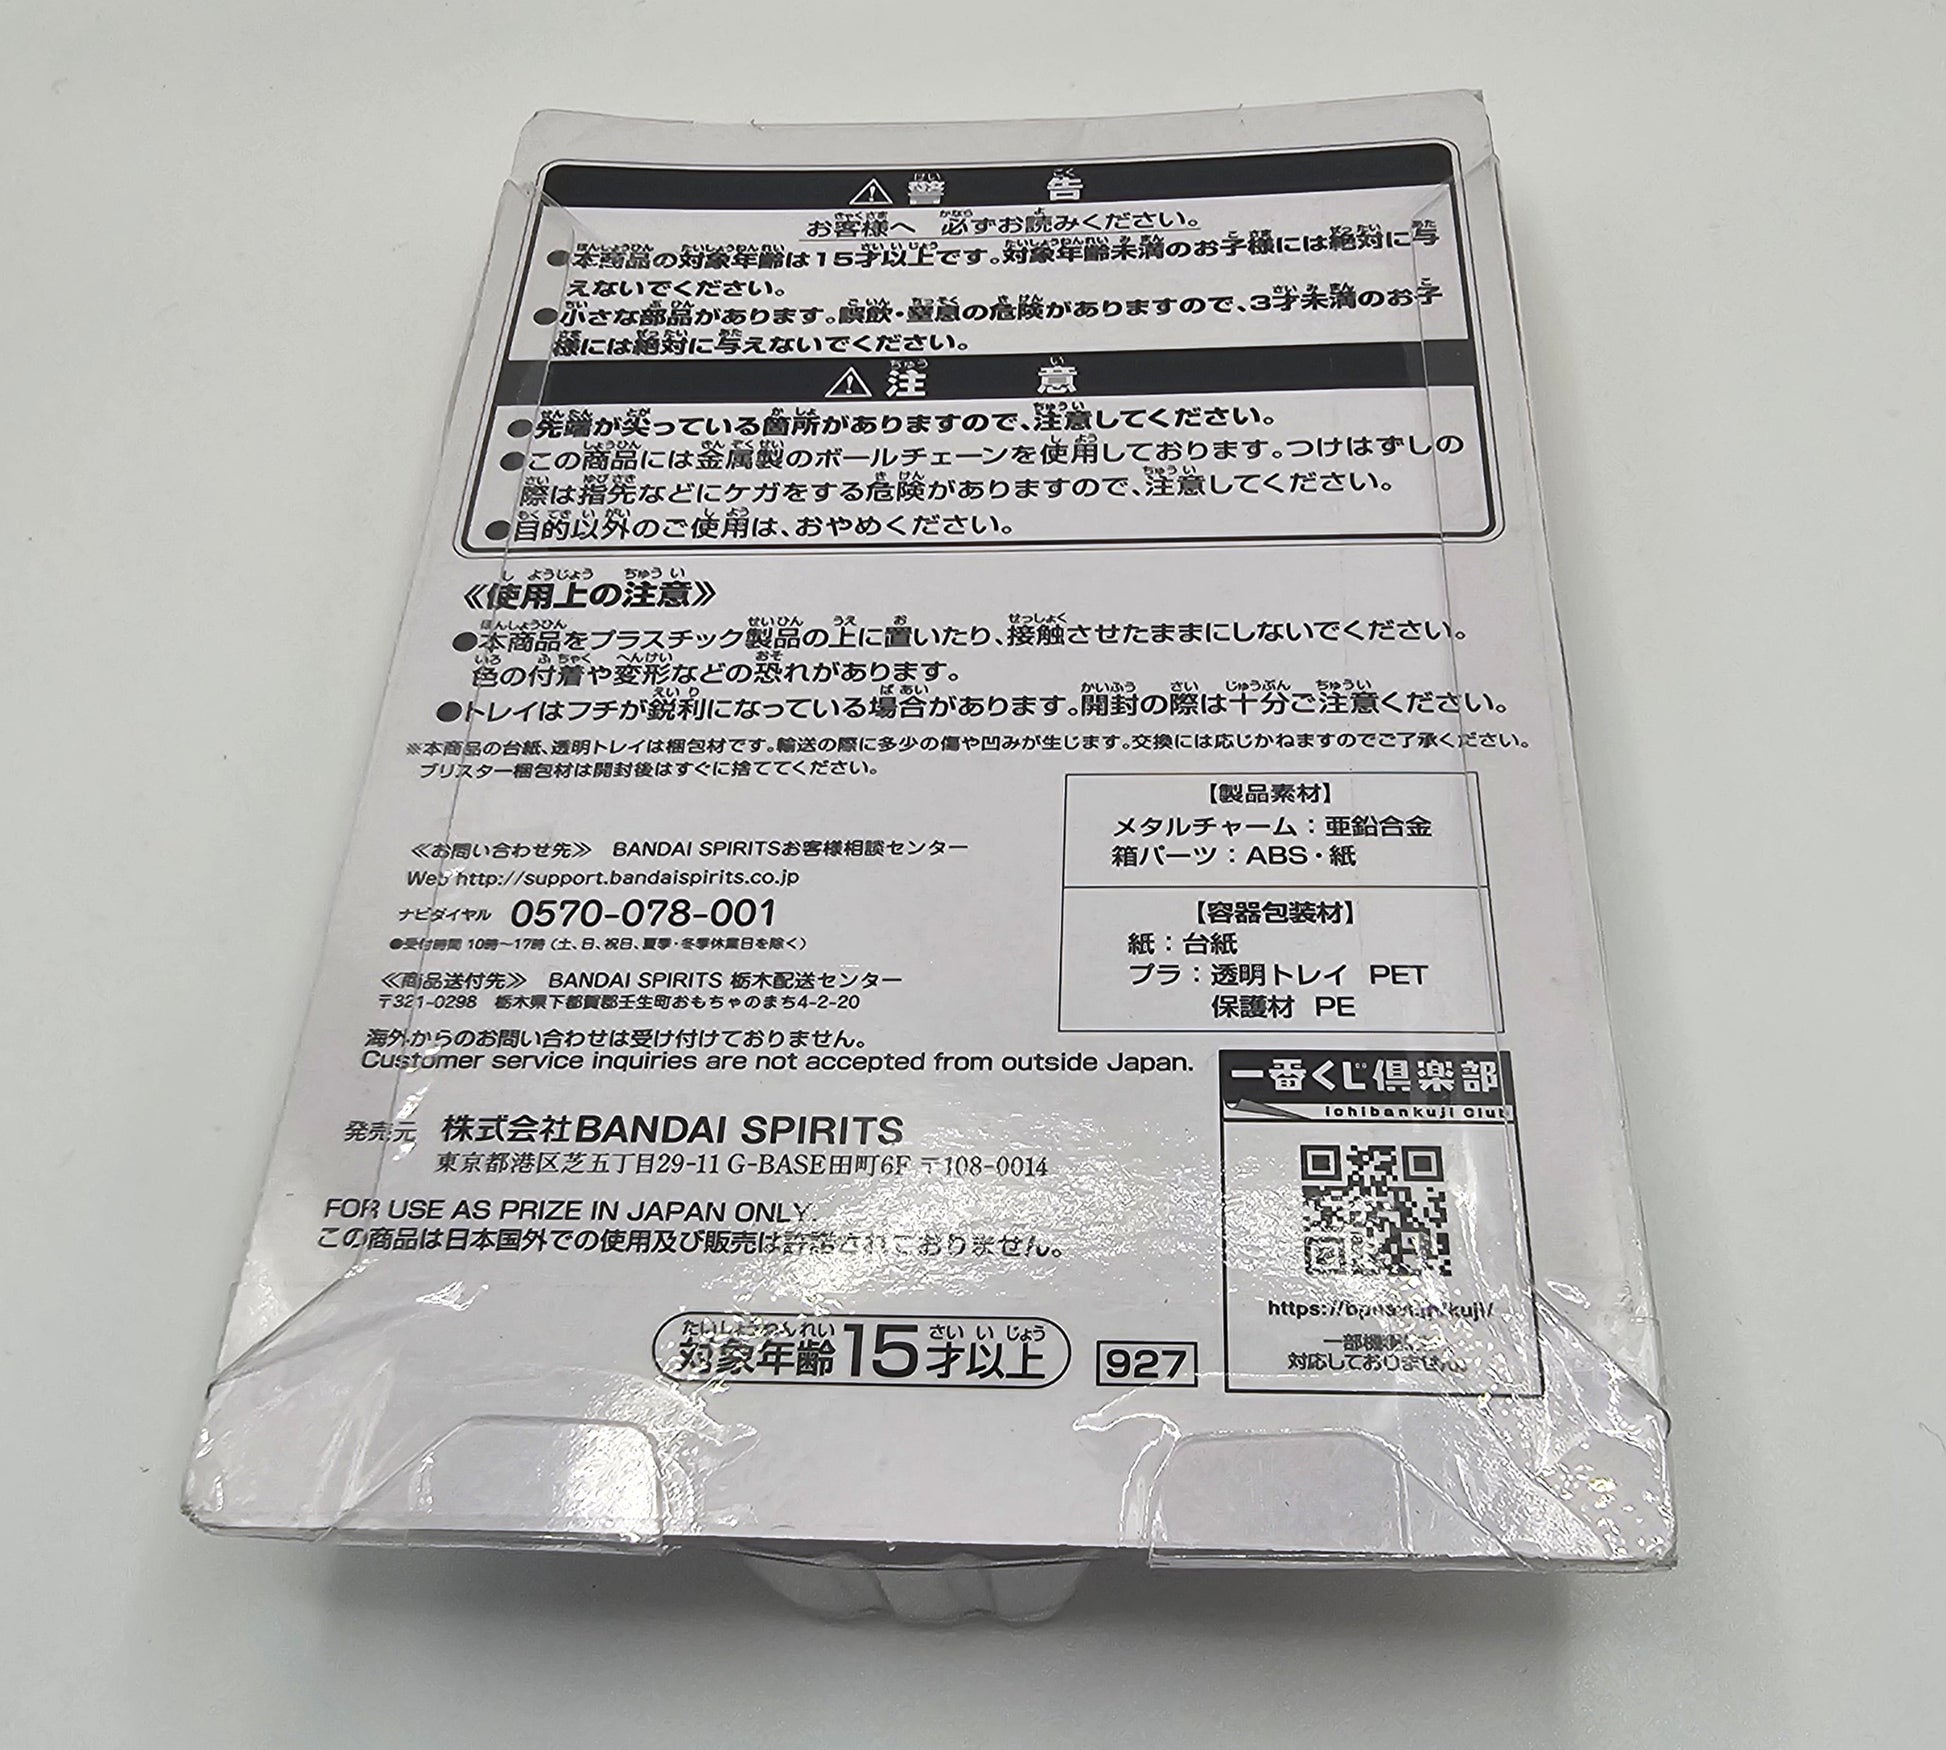 ⚠警告
お客様へ 必ずお読みください。
●本商品の対象年齢は15才以上です。対象年齢未満のお子様には絶対に与
えないでください。
●小さな部品があります。誤飲・窒息の危険がありますので、3才未満のお子
様には絶対に与えないでください。
⚠注意
●先端が尖っている箇所がありますので、注意してください。
●この商品には金属製のボールチェーンを使用しております。つけはずしの
際は指先などにケガをする危険がありますので、注意してください。
●目的以外のご使用は、おやめください。
≪使用上の注意≫
●本商品をプラスチック製品の上に置いたり、接触させたままにしないでください。
色の付着や変形などの恐れがあります。
●トレイはフチが鋭利になっている場合があります。開封の際は十分ご注意ください。
※本商品の台紙、透明トレイは梱包材です。輸送の際に多少の傷や凹みが生じます。交換には応じかねますのでご了承ください。
ブリスター梱包材は開封後はすぐに捨ててください。
【製品素材】
メタルチャーム：亜鉛合金
箱パーツ：ABS・紙
【容器包装材】
紙：台紙
プラ：透明トレイ PET
保護材 PE
≪お問い合わせ先≫ BANDAI SPIRITSお客様相談センター
Web http://support.bandaispirits.co.jp
ナビダイヤル 0570-078-001
●受付時間 10時～17時（土、日、祝日、夏季・冬季休業日を除く）
≪商品送付先≫ BANDAI SPIRITS 栃木配送センター
〒321-0298 栃木県下都賀郡壬生町おもちゃのまち4-2-20
海外からのお問い合わせは受け付けておりません。
Customer service inquiries are not accepted from outside Japan.
発売元 株式会社BANDAI SPIRITS
東京都港区芝五丁目29-11 G-BASE田町6F 〒108-0014
FOR USE AS PRIZE IN JAPAN ONLY.
この商品は日本国外での使用及び販売は許諾されておりません。
対象年齢15才以上
927
一番くじ倶楽部
ichibankuji Club
対応しておりません。